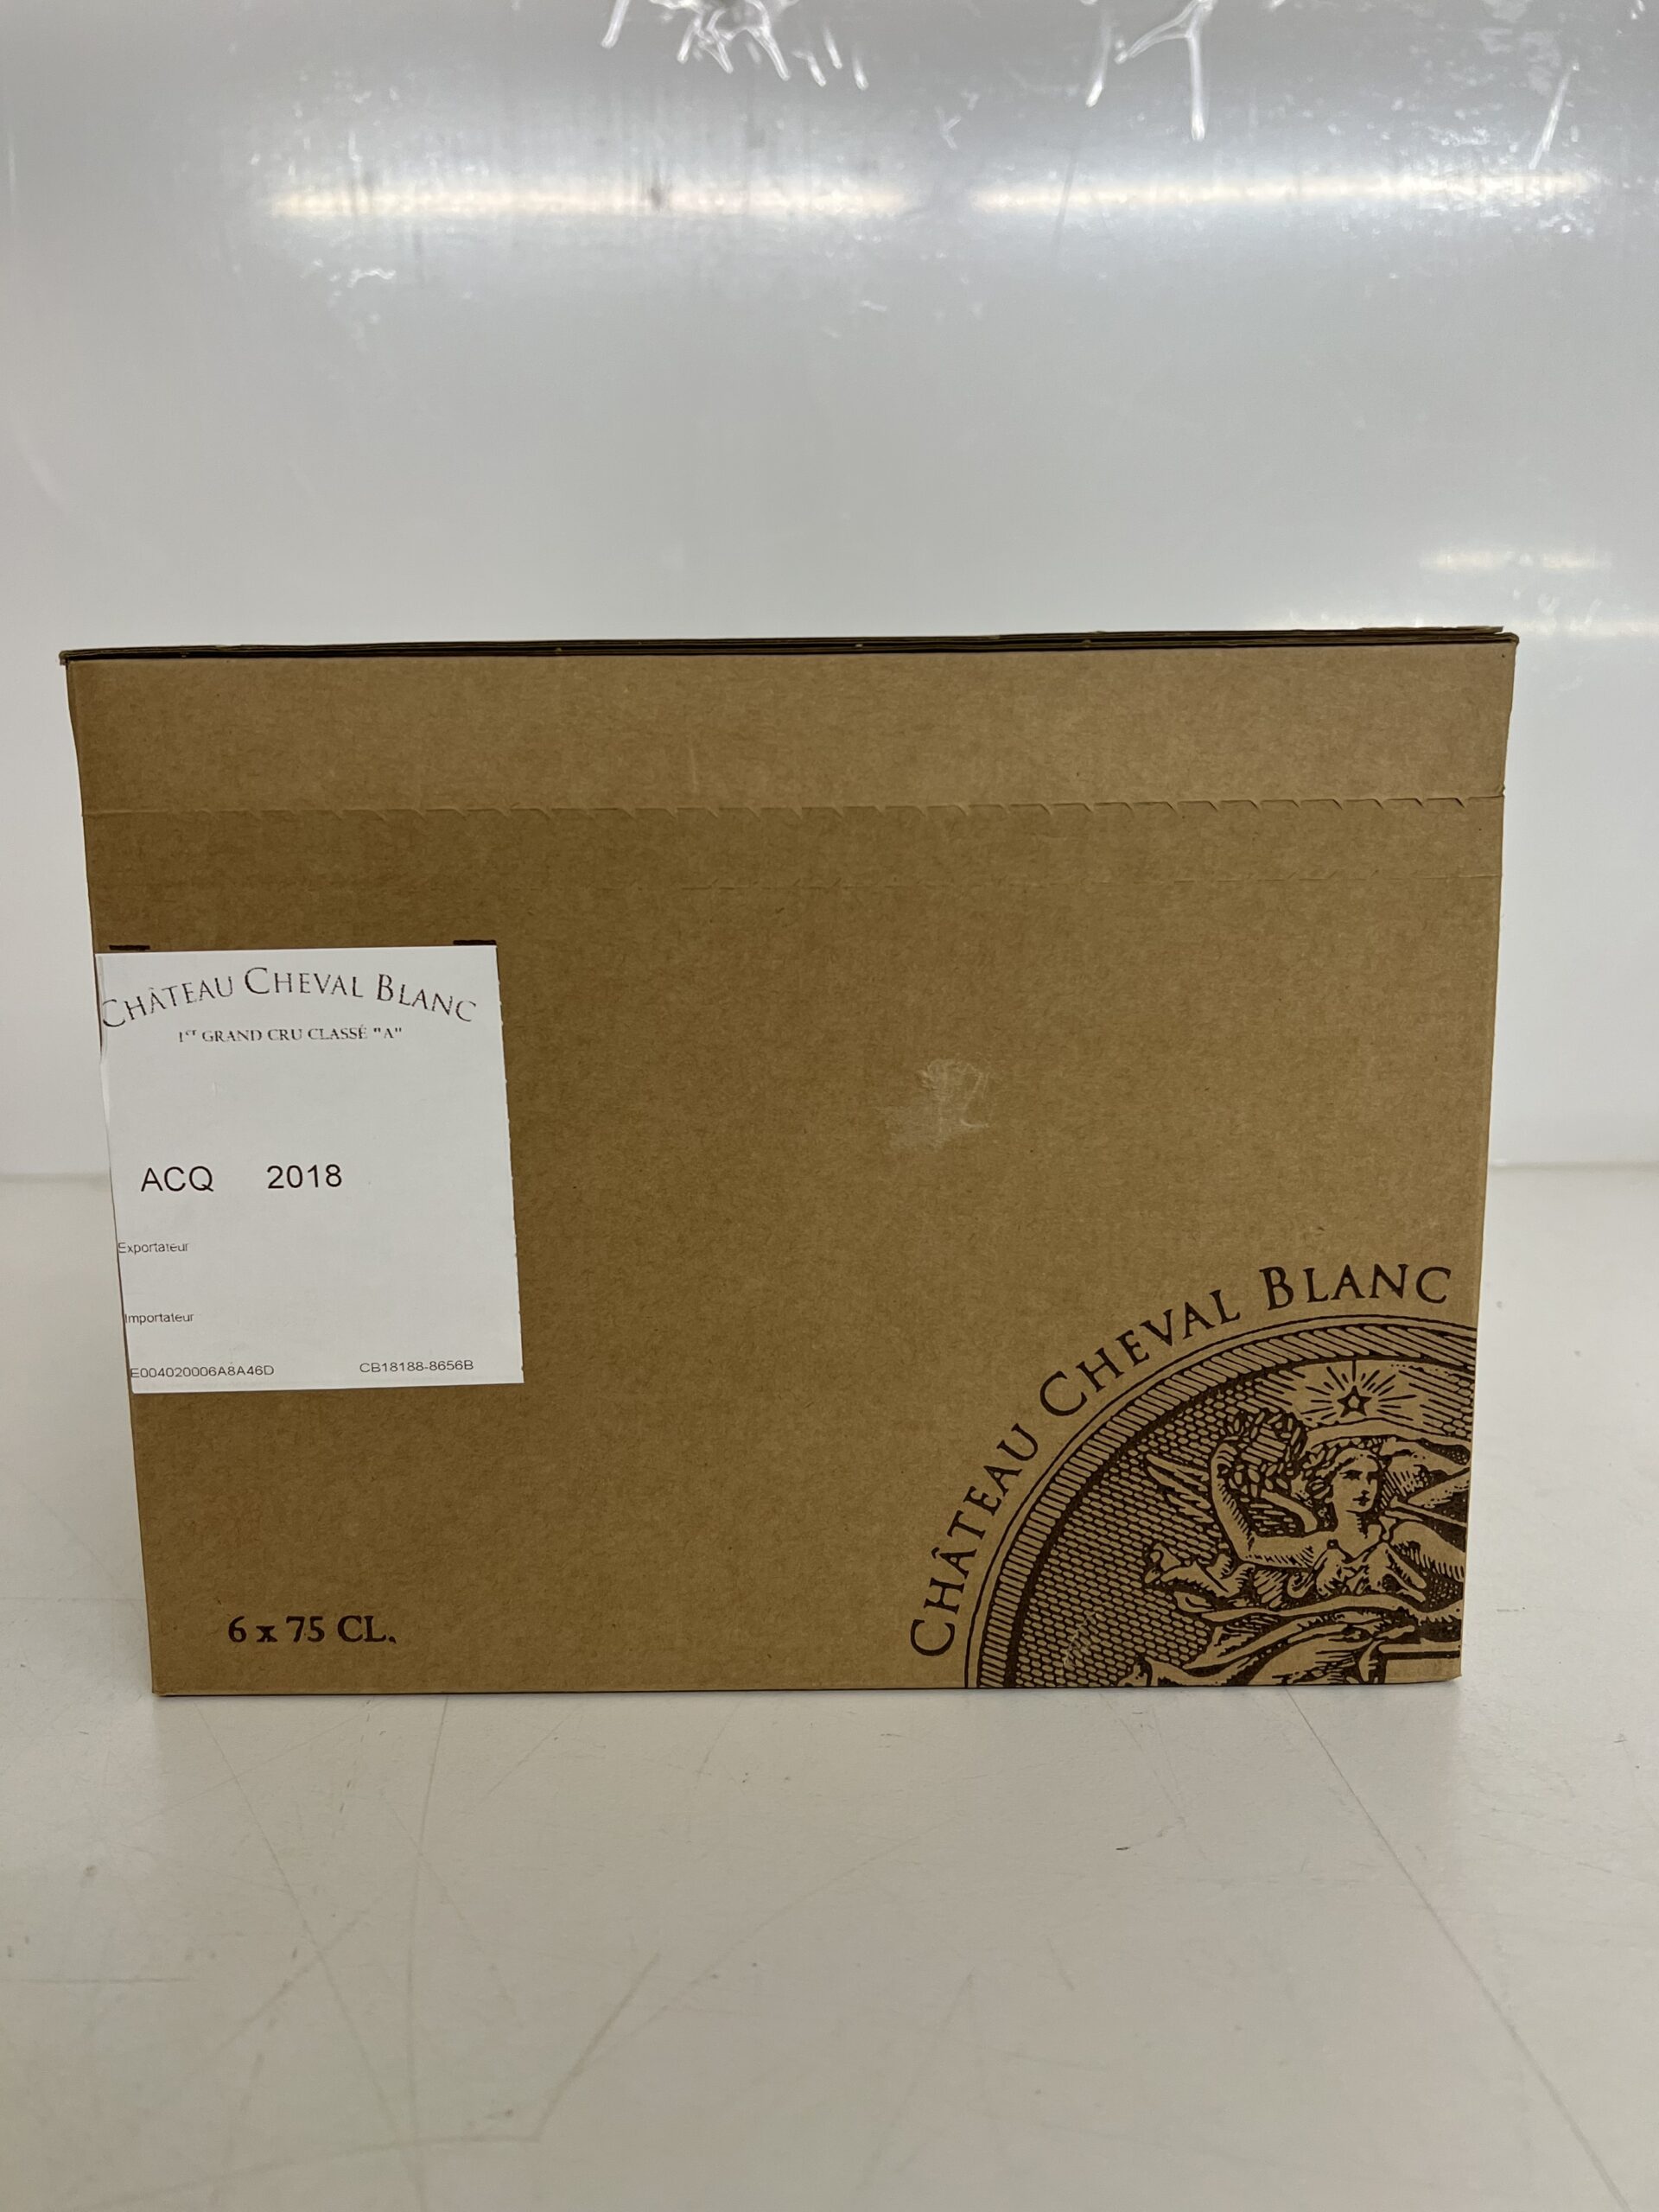 CHÂTEAU CHEVAL BLANC
1er GRAND CRU CLASSÉ "A"
ACQ 2018
Exportateur
Importateur
E004020006A8A46D CB18188-8656B
CHÂTEAU CHEVAL BLANC
6 x 75 CL.